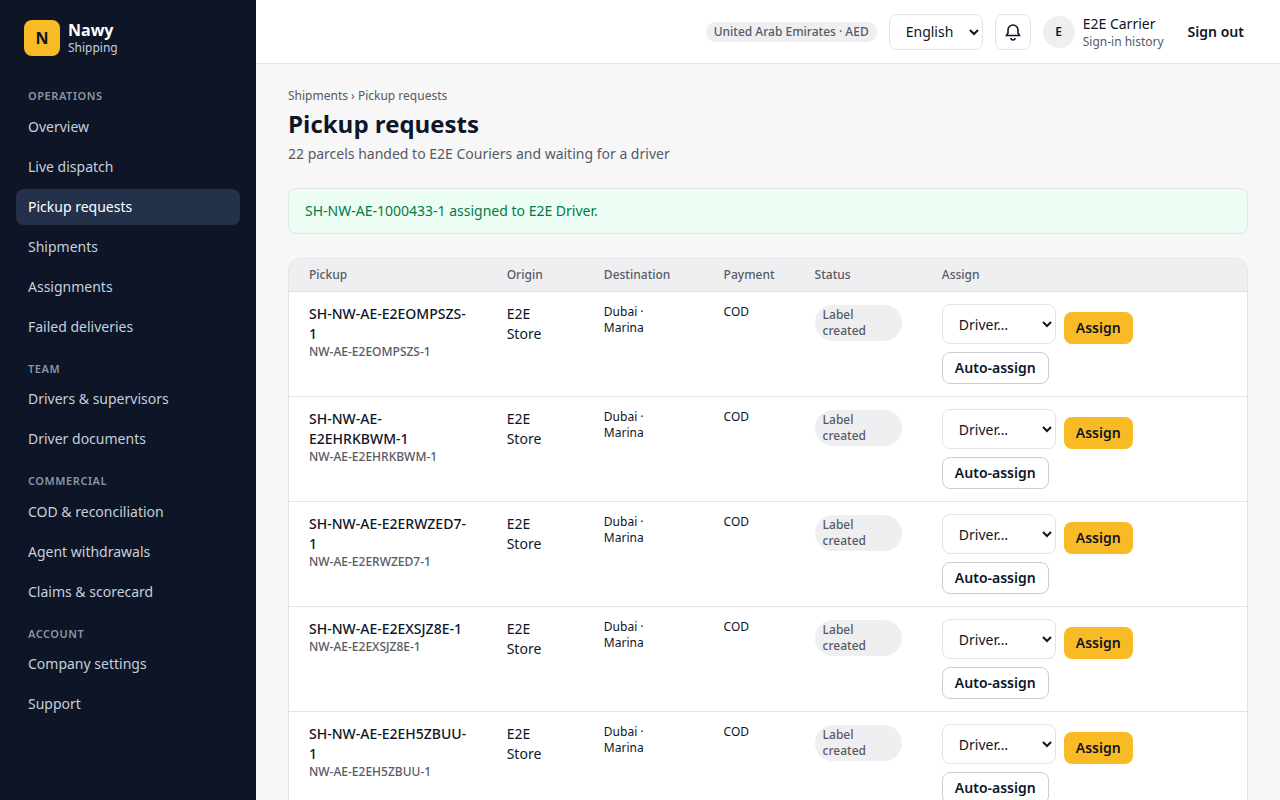 N
Nawy
Shipping
United Arab Emirates · AED
English
E
E2E Carrier
Sign-in history
Sign out
OPERATIONS
Overview
Live dispatch
Pickup requests
Shipments
Assignments
Failed deliveries
TEAM
Drivers & supervisors
Driver documents
COMMERCIAL
COD & reconciliation
Agent withdrawals
Claims & scorecard
ACCOUNT
Company settings
Support
Shipments › Pickup requests
Pickup requests
22 parcels handed to E2E Couriers and waiting for a driver
SH-NW-AE-1000433-1 assigned to E2E Driver.
Pickup Origin Destination Payment Status Assign
SH-NW-AE-E2EOMPSZS-
1
NW-AE-E2EOMPSZS-1
E2E
Store
Dubai ·
Marina
COD
Label
created
Driver...
Assign
Auto-assign
SH-NW-AE-
E2EHRKBWM-1
NW-AE-E2EHRKBWM-1
E2E
Store
Dubai ·
Marina
COD
Label
created
Driver...
Assign
Auto-assign
SH-NW-AE-E2ERWZED7-
1
NW-AE-E2ERWZED7-1
E2E
Store
Dubai ·
Marina
COD
Label
created
Driver...
Assign
Auto-assign
SH-NW-AE-E2EXSJZ8E-1
NW-AE-E2EXSJZ8E-1
E2E
Store
Dubai ·
Marina
COD
Label
created
Driver...
Assign
Auto-assign
SH-NW-AE-E2EH5ZBUU-
1
NW-AE-E2EH5ZBUU-1
E2E
Store
Dubai ·
Marina
COD
Label
created
Driver...
Assign
Auto-assign